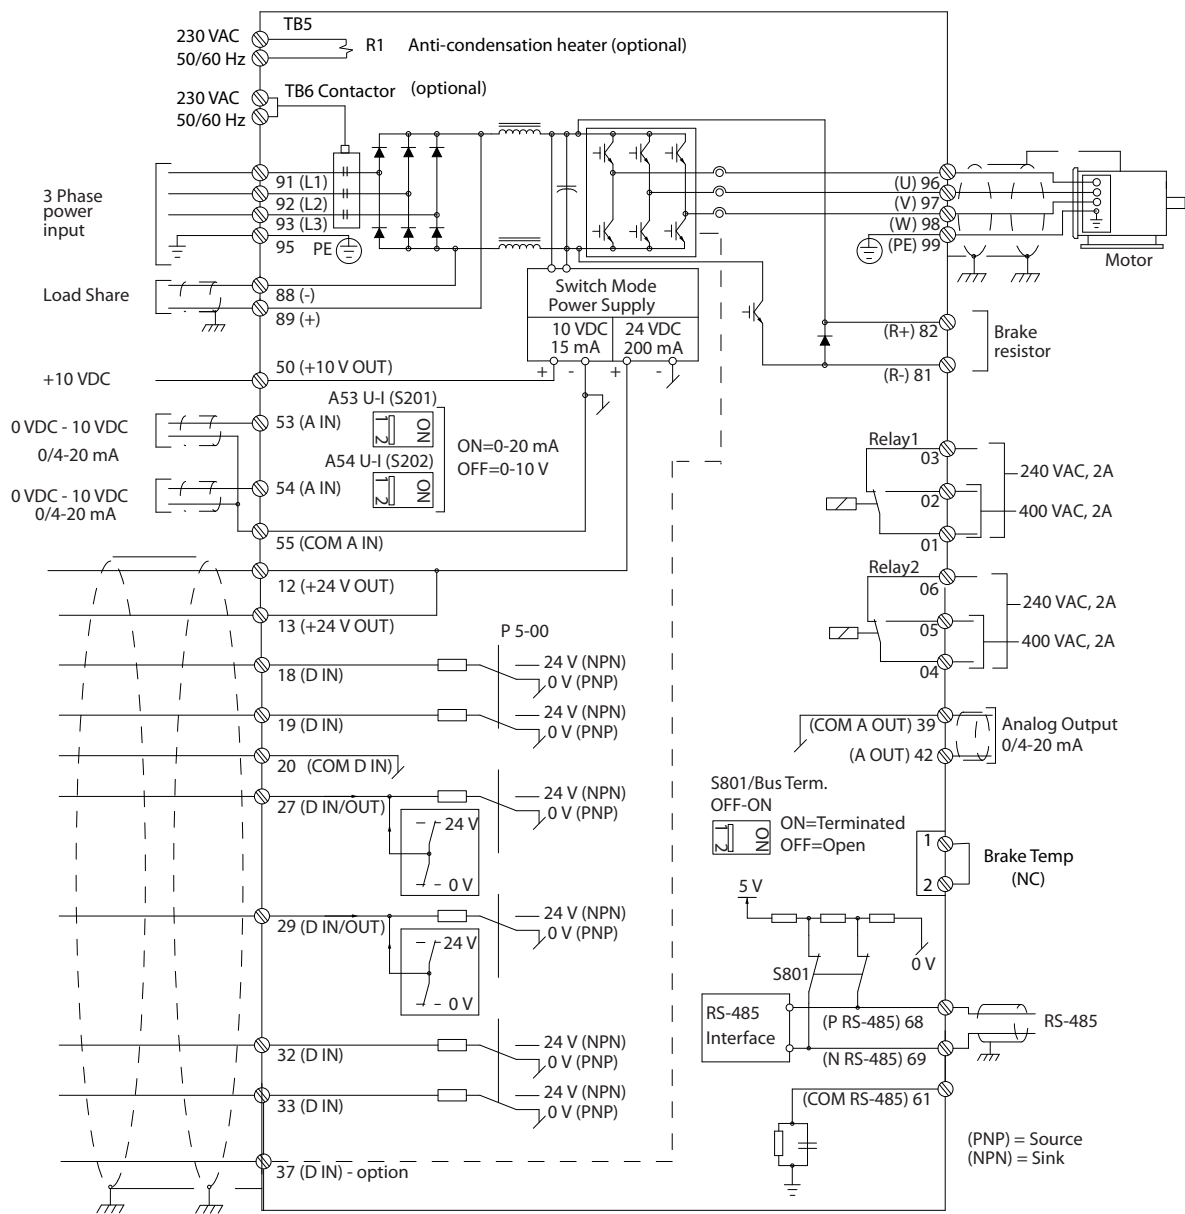 TB5
230 VAC
50/60 Hz
R1
Anti-condensation heater (optional)
TB6 Contactor
(optional)
230 VAC
50/60 Hz
3 Phase
power
input
91 (L1)
92 (L2)
93 (L3)
95
PE
(U) 96
(V) 97
(W) 98
(PE) 99
Motor
Load Share
88 (-)
89 (+)
Switch Mode
Power Supply
10 VDC
15 mA
24 VDC
200 mA
+
-
+
-
(R+) 82
(R-) 81
Brake
resistor
+10 VDC
50 (+10 V OUT)
A53 U-I (S201)
1 2
ON
0 VDC - 10 VDC
0/4-20 mA
53 (A IN)
ON=0-20 mA
OFF=0-10 V
A54 U-I (S202)
1 2
ON
0 VDC - 10 VDC
0/4-20 mA
54 (A IN)
55 (COM A IN)
Relay1
03
240 VAC, 2A
02
400 VAC, 2A
01
12 (+24 V OUT)
13 (+24 V OUT)
Relay2
06
240 VAC, 2A
05
400 VAC, 2A
04
P 5-00
18 (D IN)
24 V (NPN)
0 V (PNP)
19 (D IN)
24 V (NPN)
0 V (PNP)
20 (COM D IN)
(COM A OUT) 39
(A OUT) 42
Analog Output
0/4-20 mA
27 (D IN/OUT)
24 V (NPN)
0 V (PNP)
24 V
0 V
S801/Bus Term.
OFF-ON
1 2
ON
ON=Terminated
OFF=Open
1
2
Brake Temp
(NC)
29 (D IN/OUT)
24 V (NPN)
0 V (PNP)
24 V
0 V
5 V
0 V
S801
RS-485
Interface
(P RS-485) 68
(N RS-485) 69
RS-485
(COM RS-485) 61
32 (D IN)
24 V (NPN)
0 V (PNP)
33 (D IN)
24 V (NPN)
0 V (PNP)
37 (D IN) - option
(PNP) = Source
(NPN) = Sink